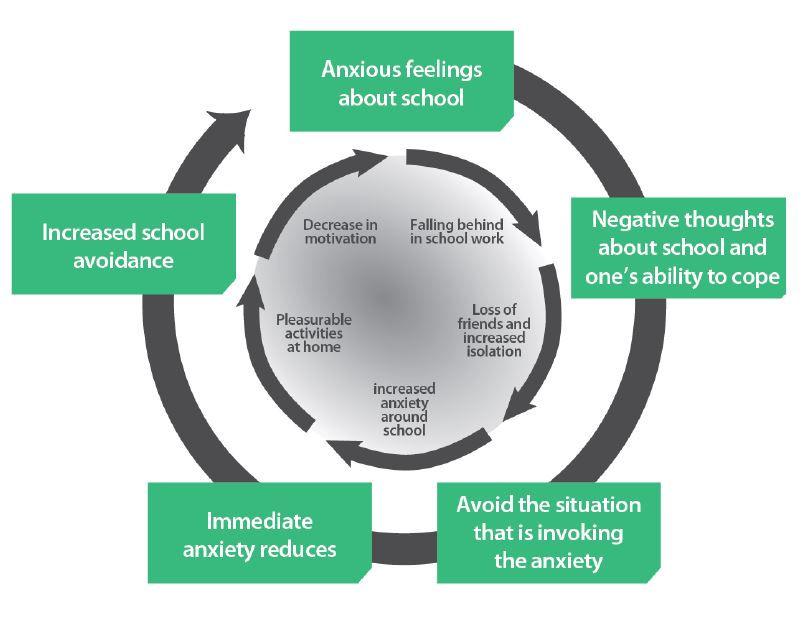 Anxious feelings
about school
Negative thoughts
about school and
one's ability to cope
Avoid the situation
that is invoking
the anxiety
Immediate
anxiety reduces
Increased school
avoidance
Falling behind
in school work
Loss of
friends and
increased
isolation
increased
anxiety
around
school
Pleasurable
activities
at home
Decrease in
motivation